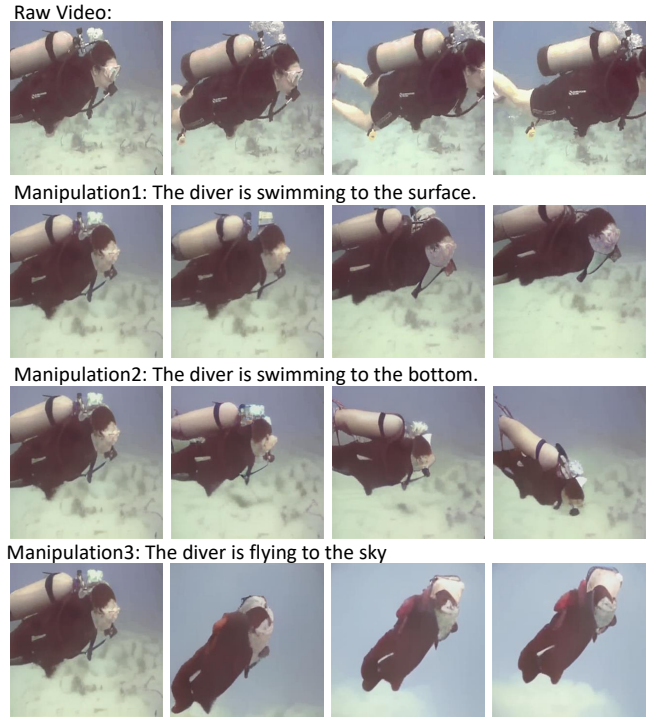 Raw Video:
Manipulation1: The diver is swimming to the surface.
Manipulation2: The diver is swimming to the bottom.
Manipulation3: The diver is flying to the sky